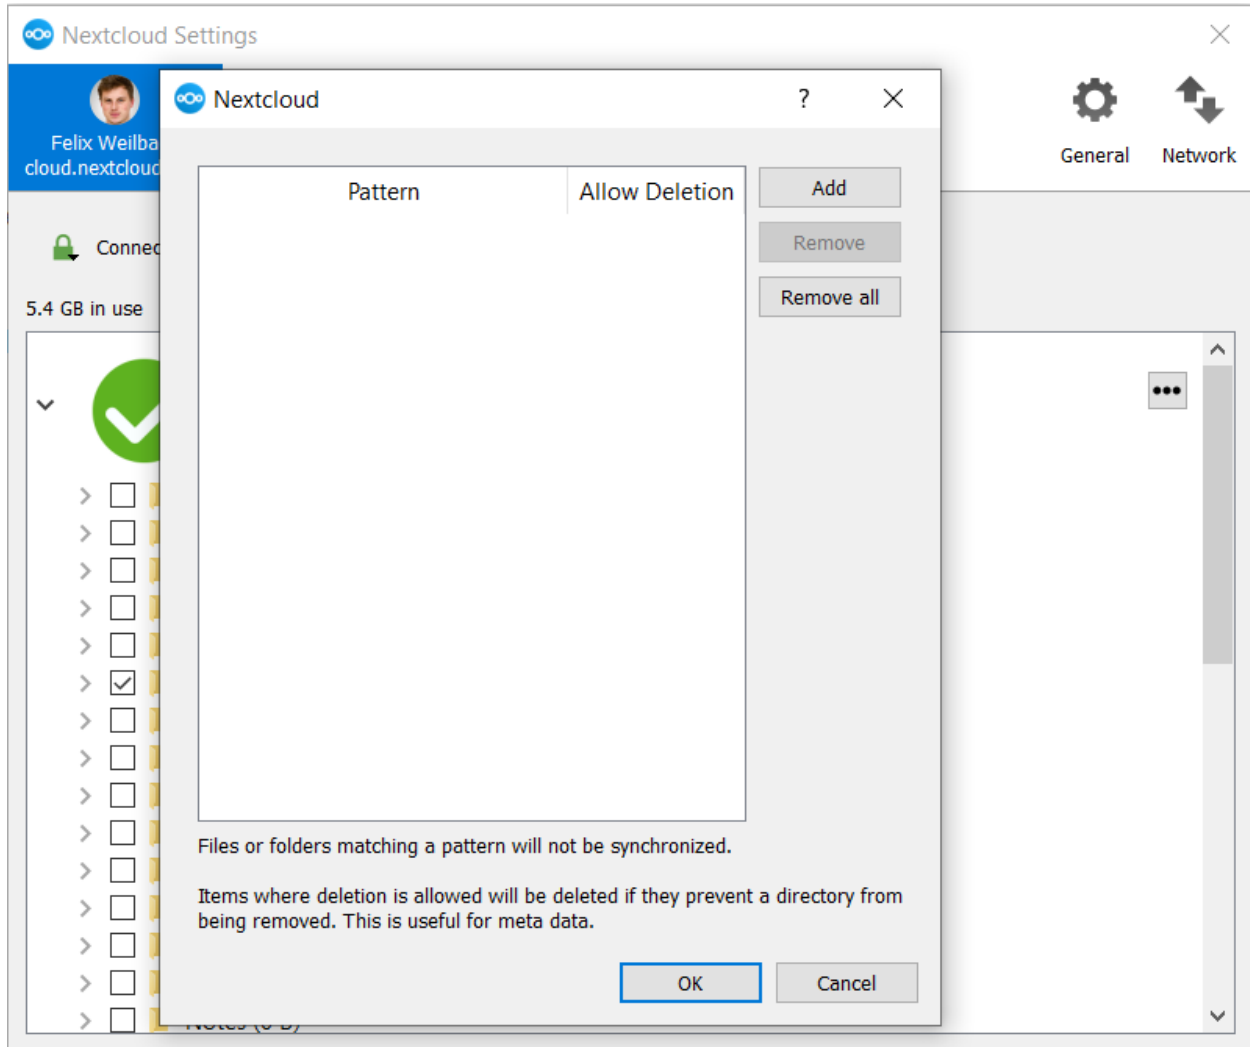 Nextcloud Settings
Felix Weilba
cloud.nextcloud
General
Network
Connec
5.4 GB in use
Nextcloud
?
Pattern
Allow Deletion
Add
Remove
Remove all
Files or folders matching a pattern will not be synchronized.
Items where deletion is allowed will be deleted if they prevent a directory from
being removed. This is useful for meta data.
OK
Cancel